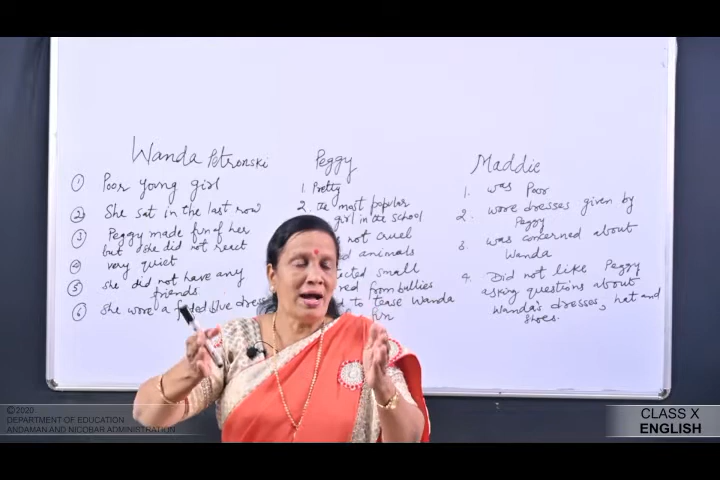 Wanda Petronski
① Poor young girl
② She sat in the last row
③ Peggy made fun of her
but she did not react
④ very quiet
⑤ she did not have any
friends
⑥ she wore a faded blue dress
Peggy
1. Pretty
2. the most popular
girl in the school
not cruel
animals
small
from bullies
to tease Wanda
Maddie
1. was Poor
2. wore dresses given by
Peggy
3. was concerned about
Wanda
4. Did not like Peggy
asking questions about
Wanda's dresses, hat and
Shoes.
©2020
DEPARTMENT OF EDUCATION
ANDAMAN AND NICOBAR ADMINISTRATION
CLASS X
ENGLISH